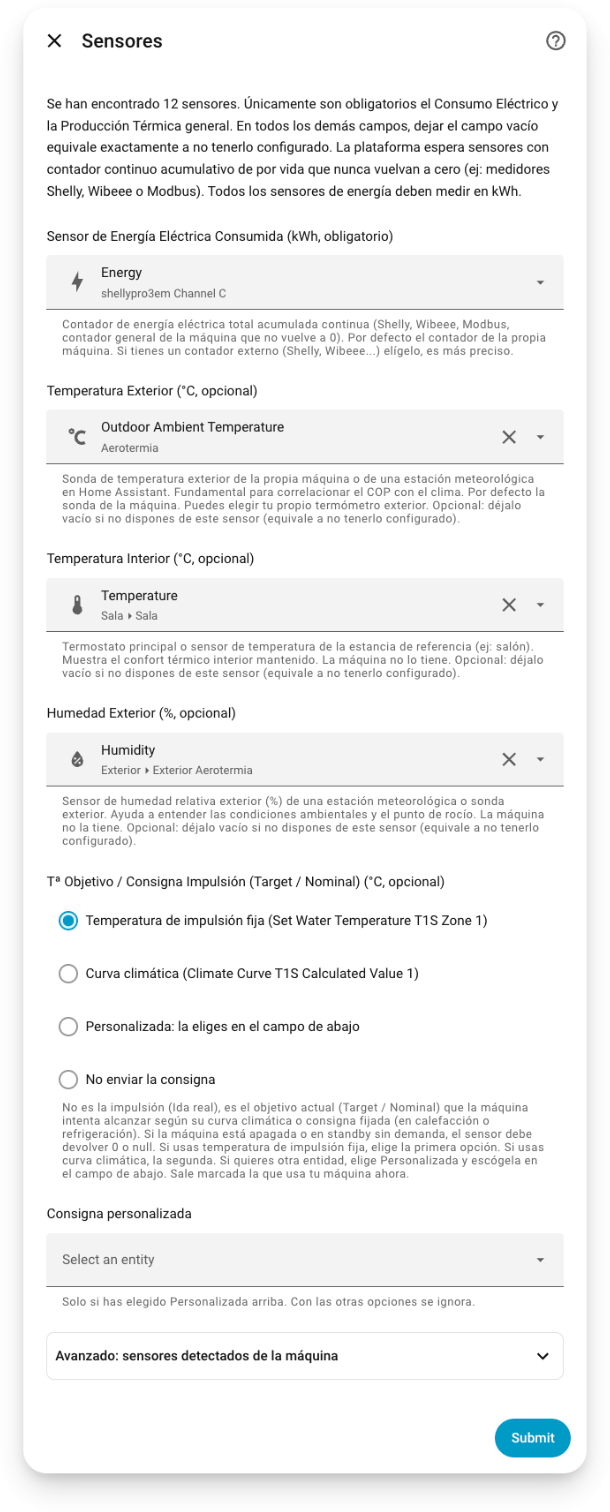 Sensores
Se han encontrado 12 sensores. Únicamente son obligatorios el Consumo Eléctrico y
la Producción Térmica general. En todos los demás campos, dejar el campo vacío
equivale exactamente a no tenerlo configurado. La plataforma espera sensores con
contador continuo acumulativo de por vida que nunca vuelvan a cero (ej: medidores
Shelly, Wibeee o Modbus). Todos los sensores de energía deben medir en kWh.
Sensor de Energía Eléctrica Consumida (kWh, obligatorio)
Energy
shellypro3em Channel C
Contador de energía eléctrica total acumulada continua (Shelly, Wibeee, Modbus,
contador general de la máquina que no vuelve a 0). Por defecto el contador de la propia
máquina. Si tienes un contador externo (Shelly, Wibeee...) elígelo, es más preciso.
Temperatura Exterior (°C, opcional)
°C
Outdoor Ambient Temperature
Aerotermia
Sonda de temperatura exterior de la propia máquina o de una estación meteorológica
en Home Assistant. Fundamental para correlacionar el COP con el clima. Por defecto la
sonda de la máquina. Puedes elegir tu propio termómetro exterior. Opcional: déjalo
vacío si no dispones de este sensor (equivale a no tenerlo configurado).
Temperatura Interior (°C, opcional)
Temperature
Sala ▸ Sala
Termostato principal o sensor de temperatura de la estancia de referencia (ej: salón).
Muestra el confort térmico interior mantenido. La máquina no lo tiene. Opcional: déjalo
vacío si no dispones de este sensor (equivale a no tenerlo configurado).
Humedad Exterior (%, opcional)
Humidity
Exterior ▸ Exterior Aerotermia
Sensor de humedad relativa exterior (%) de una estación meteorológica o sonda
exterior. Ayuda a entender las condiciones ambientales y el punto de rocío. La máquina
no la tiene. Opcional: déjalo vacío si no dispones de este sensor (equivale a no tenerlo
configurado).
Tª Objetivo / Consigna Impulsión (Target / Nominal) (°C, opcional)
Temperatura de impulsión fija (Set Water Temperature T1S Zone 1)
Curva climática (Climate Curve T1S Calculated Value 1)
Personalizada: la eliges en el campo de abajo
No enviar la consigna
No es la impulsión (Ida real), es el objetivo actual (Target / Nominal) que la máquina
intenta alcanzar según su curva climática o consigna fijada (en calefacción o
refrigeración). Si la máquina está apagada o en standby sin demanda, el sensor debe
devolver 0 o null. Si usas temperatura de impulsión fija, elige la primera opción. Si usas
curva climática, la segunda. Si quieres otra entidad, elige Personalizada y escógela en
el campo de abajo. Sale marcada la que usa tu máquina ahora.
Consigna personalizada
Select an entity
Solo si has elegido Personalizada arriba. Con las otras opciones se ignora.
Avanzado: sensores detectados de la máquina
Submit